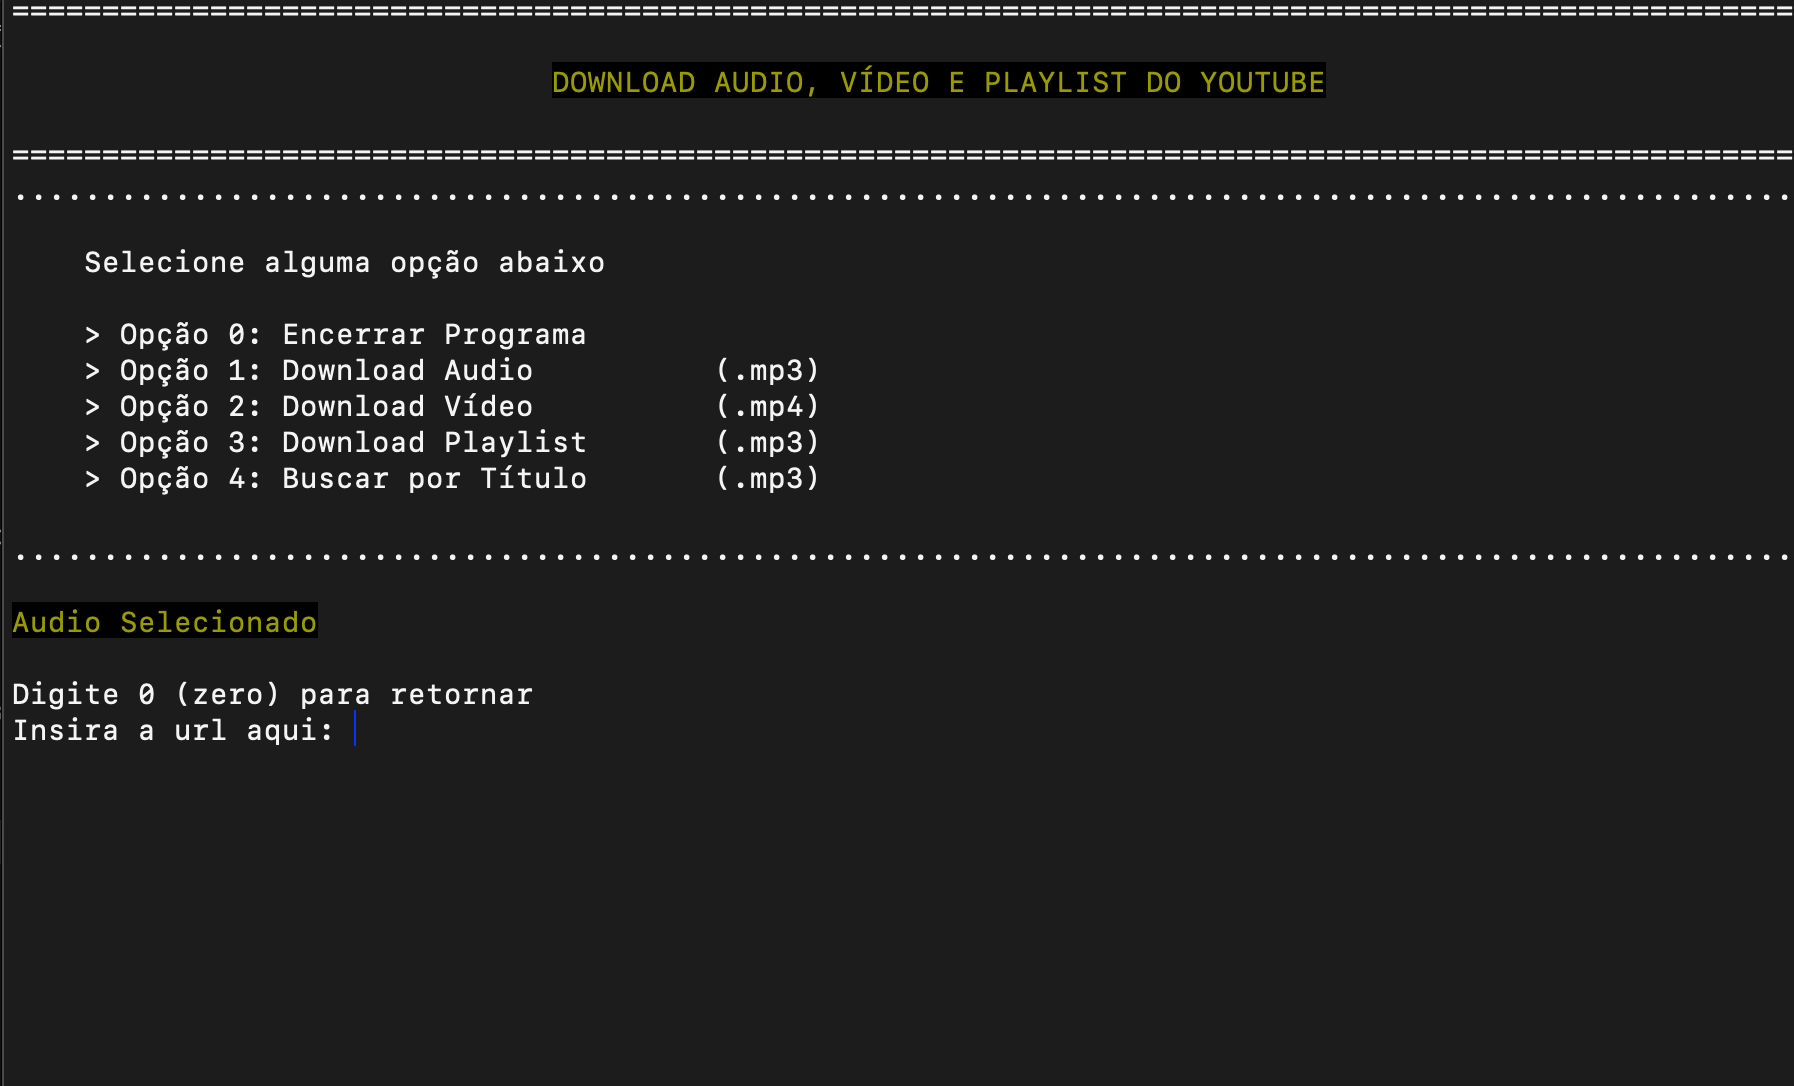 ===================================================================================================
DOWNLOAD AUDIO, VÍDEO E PLAYLIST DO YOUTUBE
===================================================================================================
...................................................................................................
Selecione alguma opção abaixo
> Opção 0: Encerrar Programa
> Opção 1: Download Audio (.mp3)
> Opção 2: Download Vídeo (.mp4)
> Opção 3: Download Playlist (.mp3)
> Opção 4: Buscar por Título (.mp3)
...................................................................................................
Audio Selecionado
Digite 0 (zero) para retornar
Insira a url aqui: